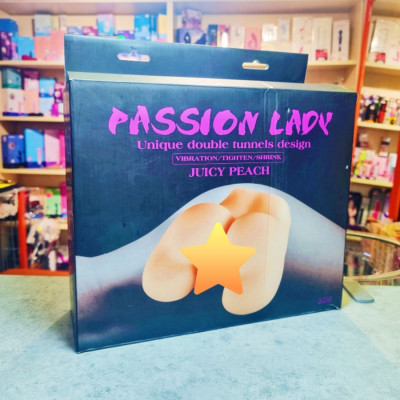 PASSION LADY
Unique double tunnels design
VIBRATION/TIGHTEN/SHRINK
JUICY PEACH